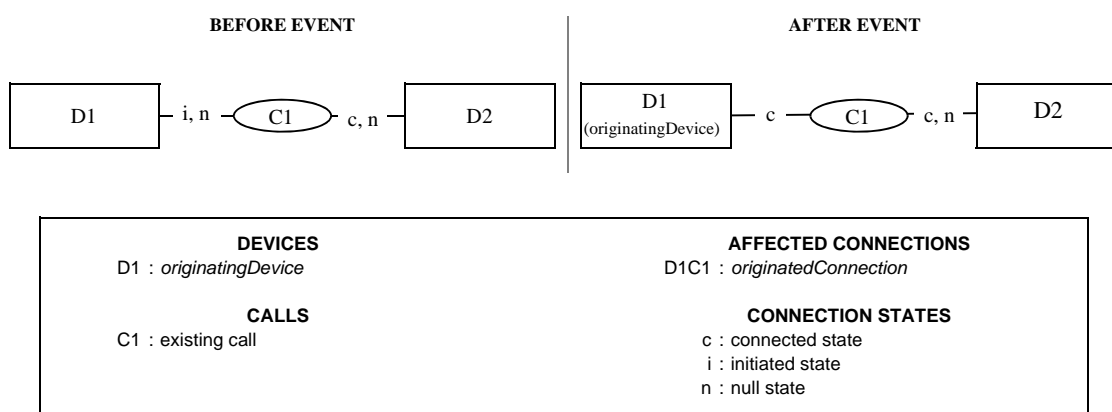 BEFORE EVENT
AFTER EVENT
D1 i, n C1 c, n D2
D1
(originatingDevice)
c C1 c, n D2
DEVICES
D1 : originatingDevice
CALLS
C1 : existing call
AFFECTED CONNECTIONS
D1C1 : originatedConnection
CONNECTION STATES
c : connected state
i : initiated state
n : null state